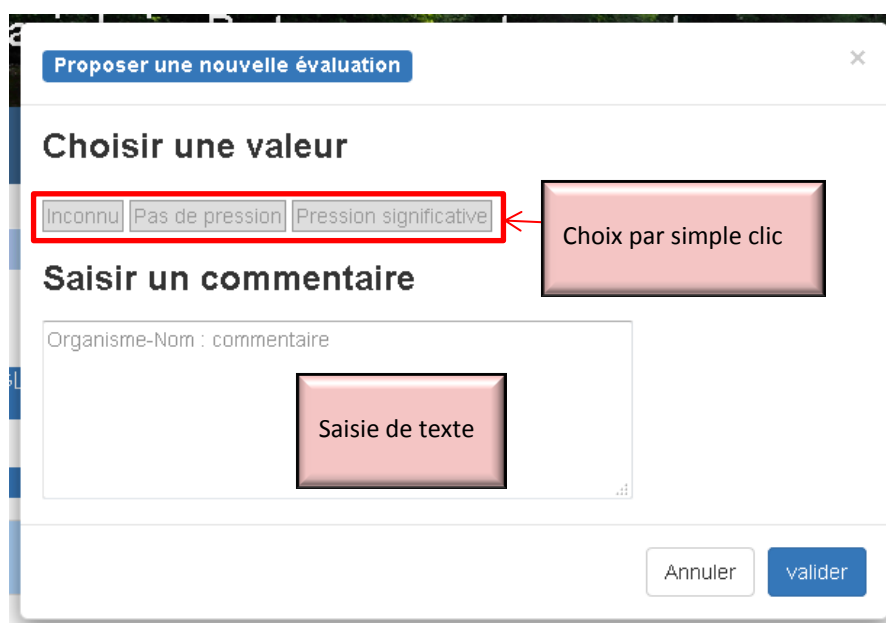 Proposer une nouvelle évaluation
×
Choisir une valeur
Inconnu Pas de pression Pression significative
Choix par simple clic
Saisir un commentaire
Organisme-Nom : commentaire
Saisie de texte
Annuler valider